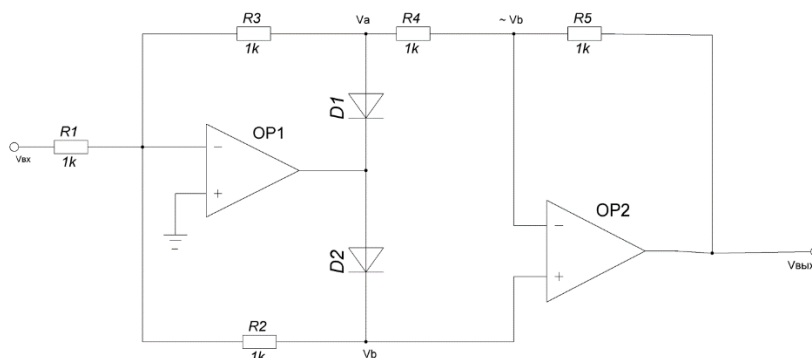 R3
1k
Va
R4
1k
~ Vb
R5
1k
D1
R1
1k
Vвх
OP1
−
+
D2
OP2
−
+
Vвых
R2
1k
Vb